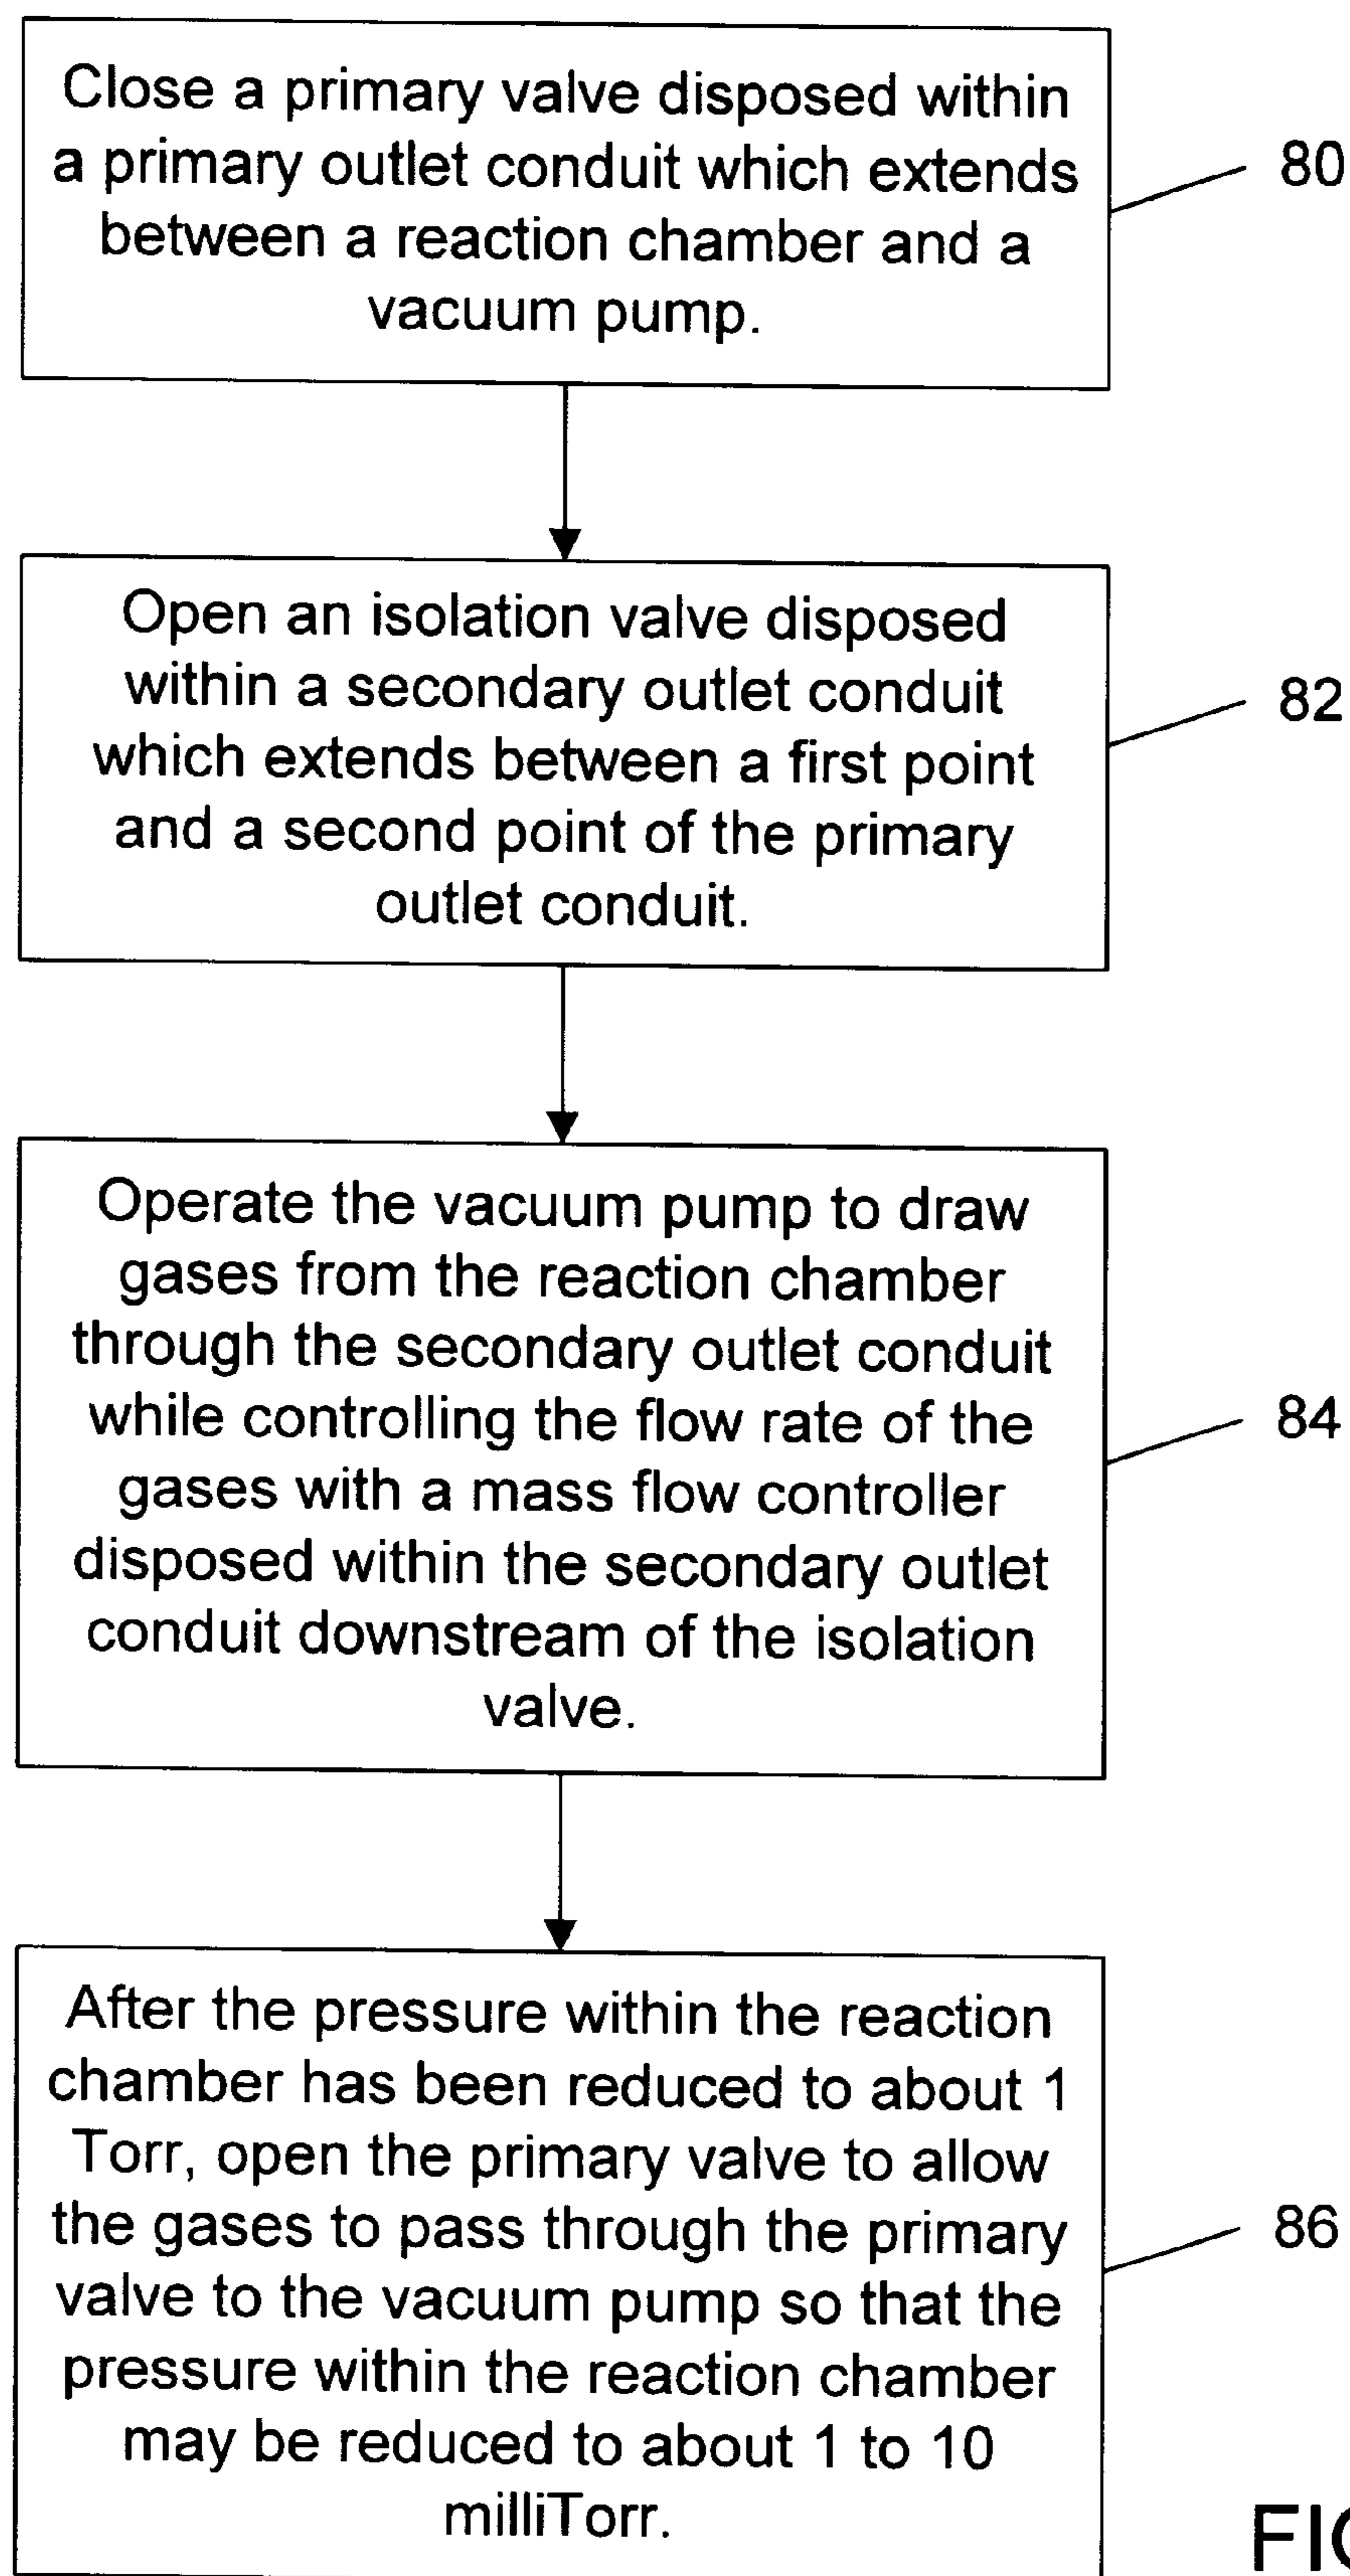 Close a primary valve disposed within
a primary outlet conduit which extends
between a reaction chamber and a
vacuum pump.
80
Open an isolation valve disposed
within a secondary outlet conduit
which extends between a first point
and a second point of the primary
outlet conduit.
82
Operate the vacuum pump to draw
gases from the reaction chamber
through the secondary outlet conduit
while controlling the flow rate of the
gases with a mass flow controller
disposed within the secondary outlet
conduit downstream of the isolation
valve.
84
After the pressure within the reaction
chamber has been reduced to about 1
Torr, open the primary valve to allow
the gases to pass through the primary
valve to the vacuum pump so that the
pressure within the reaction chamber
may be reduced to about 1 to 10
milliTorr.
86